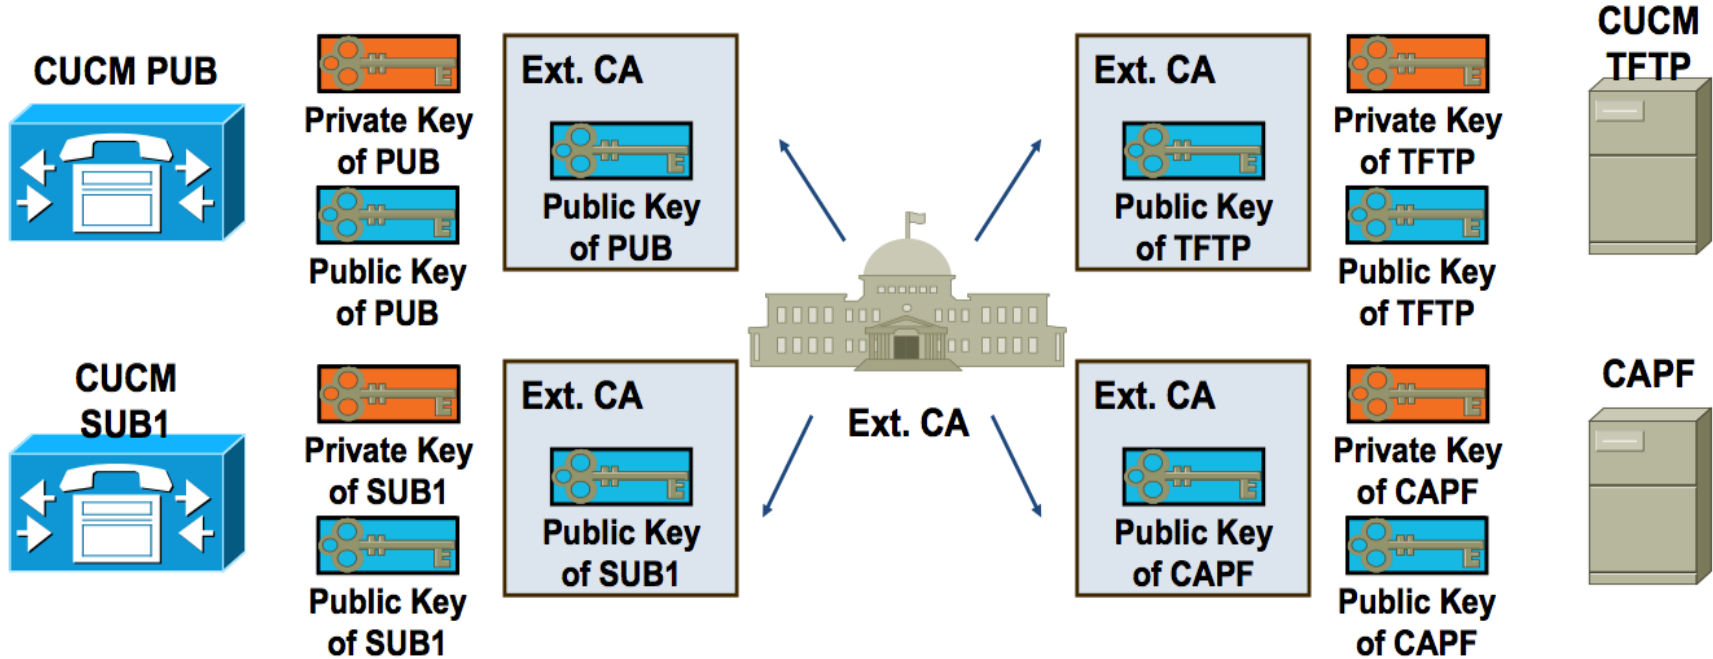 CUCM PUB
Private Key
of PUB
Public Key
of PUB
Ext. CA
Public Key
of PUB
Ext. CA
Public Key
of TFTP
Private Key
of TFTP
Public Key
of TFTP
CUCM
TFTP
CUCM
SUB1
Private Key
of SUB1
Public Key
of SUB1
Ext. CA
Public Key
of SUB1
Ext. CA
Ext. CA
Public Key
of CAPF
Private Key
of CAPF
Public Key
of CAPF
CAPF